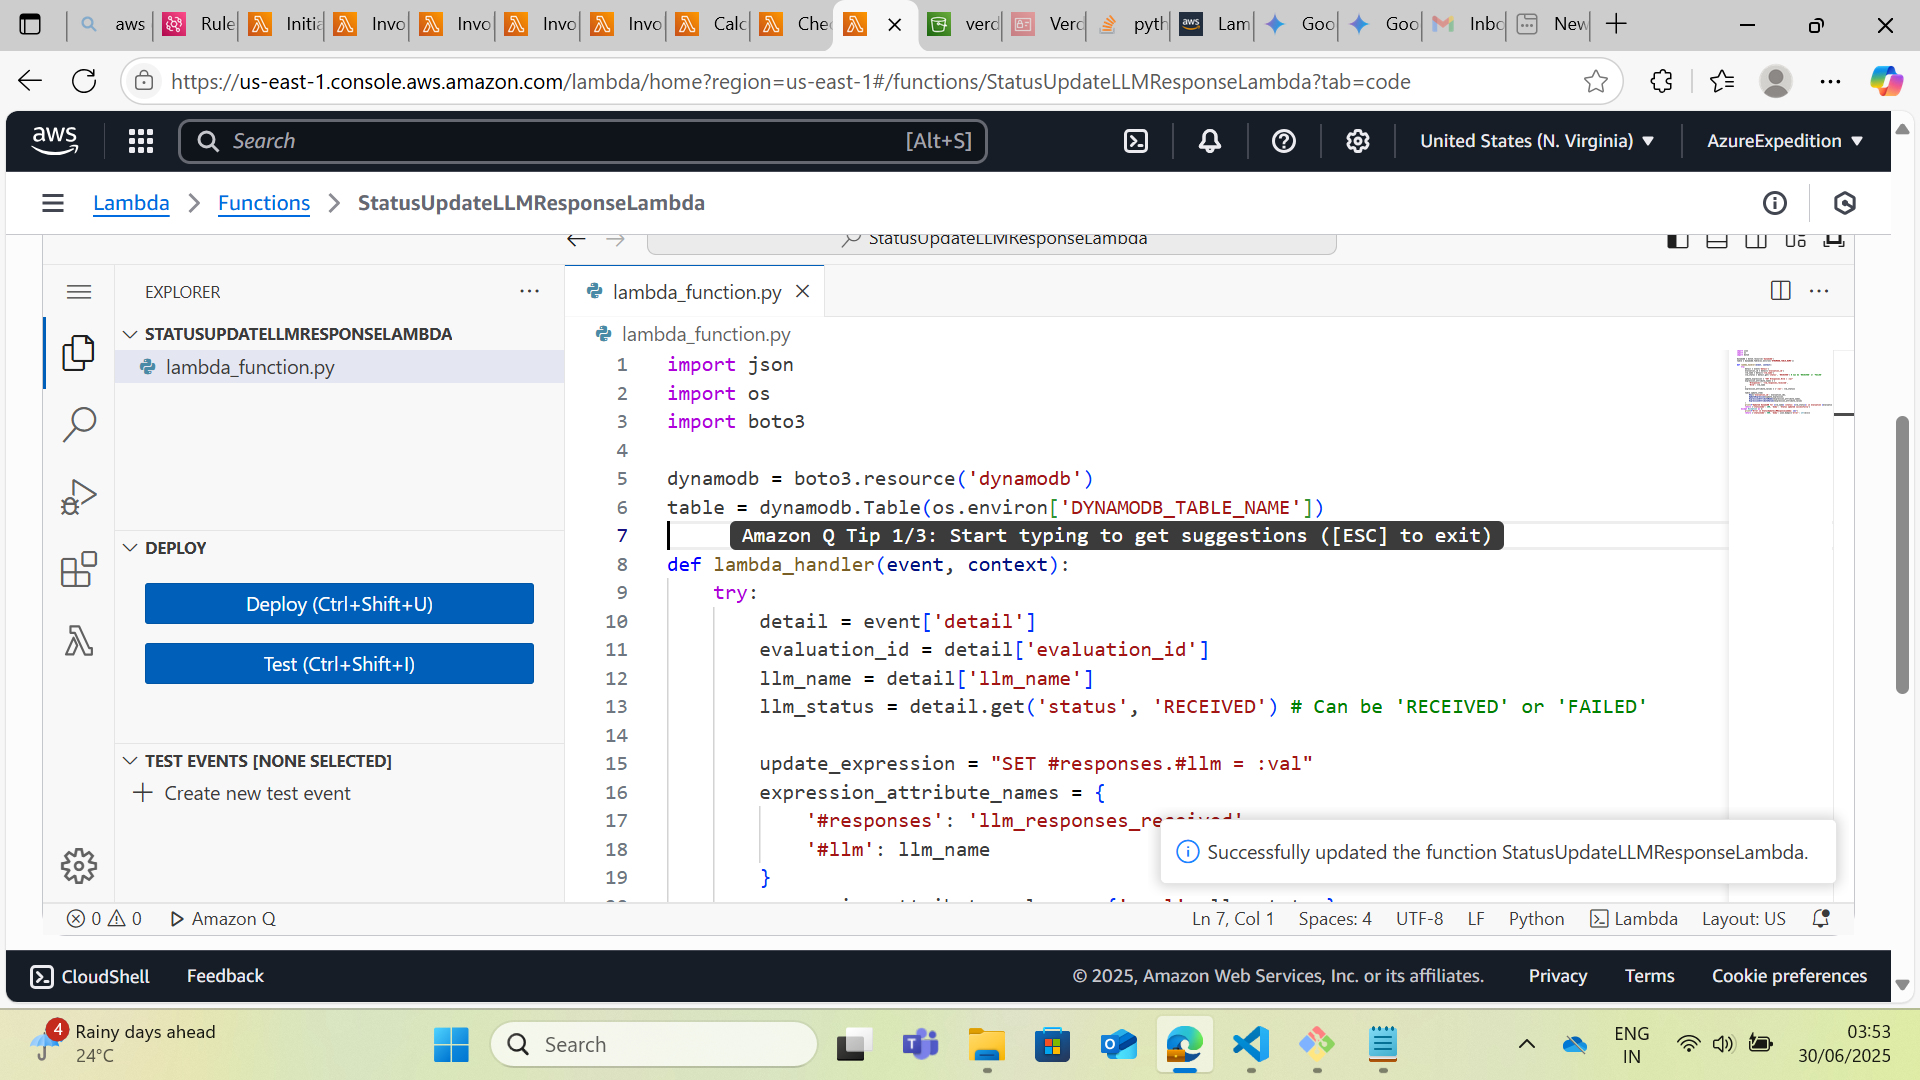 aws
Rule
Initia
Invo
Invo
Invo
Invo
Calc
Chec
verd
Verd
pyth
Lam
Goo
Goo
Inbo
New
https://us-east-1.console.aws.amazon.com/lambda/home?region=us-east-1#/functions/StatusUpdateLLMResponseLambda?tab=code
aws
Search
[Alt+S]
United States (N. Virginia)
AzureExpedition
Lambda
Functions
StatusUpdateLLMResponseLambda
StatusUpdateLLMResponseLambda
EXPLORER
STATUSUPDATELLMRESPONSELAMBDA
lambda_function.py
DEPLOY
Deploy (Ctrl+Shift+U)
Test (Ctrl+Shift+I)
TEST EVENTS [NONE SELECTED]
Create new test event
lambda_function.py
lambda_function.py
1 import json
2 import os
3 import boto3
4
5 dynamodb = boto3.resource('dynamodb')
6 table = dynamodb.Table(os.environ['DYNAMODB_TABLE_NAME'])
7 Amazon Q Tip 1/3: Start typing to get suggestions ([ESC] to exit)
8 def lambda_handler(event, context):
9 try:
10 detail = event['detail']
11 evaluation_id = detail['evaluation_id']
12 llm_name = detail['llm_name']
13 llm_status = detail.get('status', 'RECEIVED') # Can be 'RECEIVED' or 'FAILED'
14
15 update_expression = "SET #responses.#llm = :val"
16 expression_attribute_names = {
17 '#responses': 'llm_responses_received'
18 '#llm': llm_name
19 }
Successfully updated the function StatusUpdateLLMResponseLambda.
0 0 Amazon Q
Ln 7, Col 1
Spaces: 4
UTF-8
LF
Python
Lambda
Layout: US
CloudShell
Feedback
© 2025, Amazon Web Services, Inc. or its affiliates.
Privacy
Terms
Cookie preferences
4
Rainy days ahead
24°C
Search
ENG
IN
03:53
30/06/2025